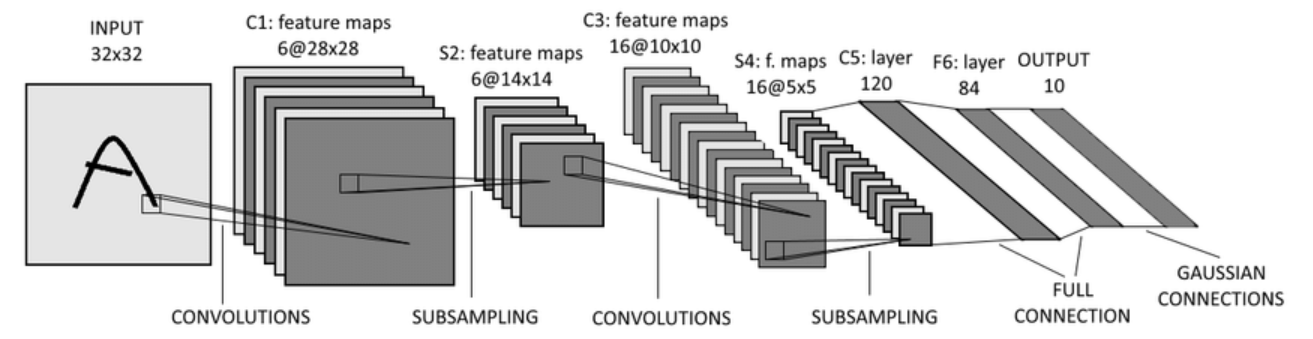 INPUT
32x32
C1: feature maps
6@28x28
S2: feature maps
6@14x14
C3: feature maps
16@10x10
S4: f. maps
16@5x5
C5: layer
120
F6: layer
84
OUTPUT
10
CONVOLUTIONS
SUBSAMPLING
CONVOLUTIONS
SUBSAMPLING
FULL
CONNECTION
GAUSSIAN
CONNECTIONS